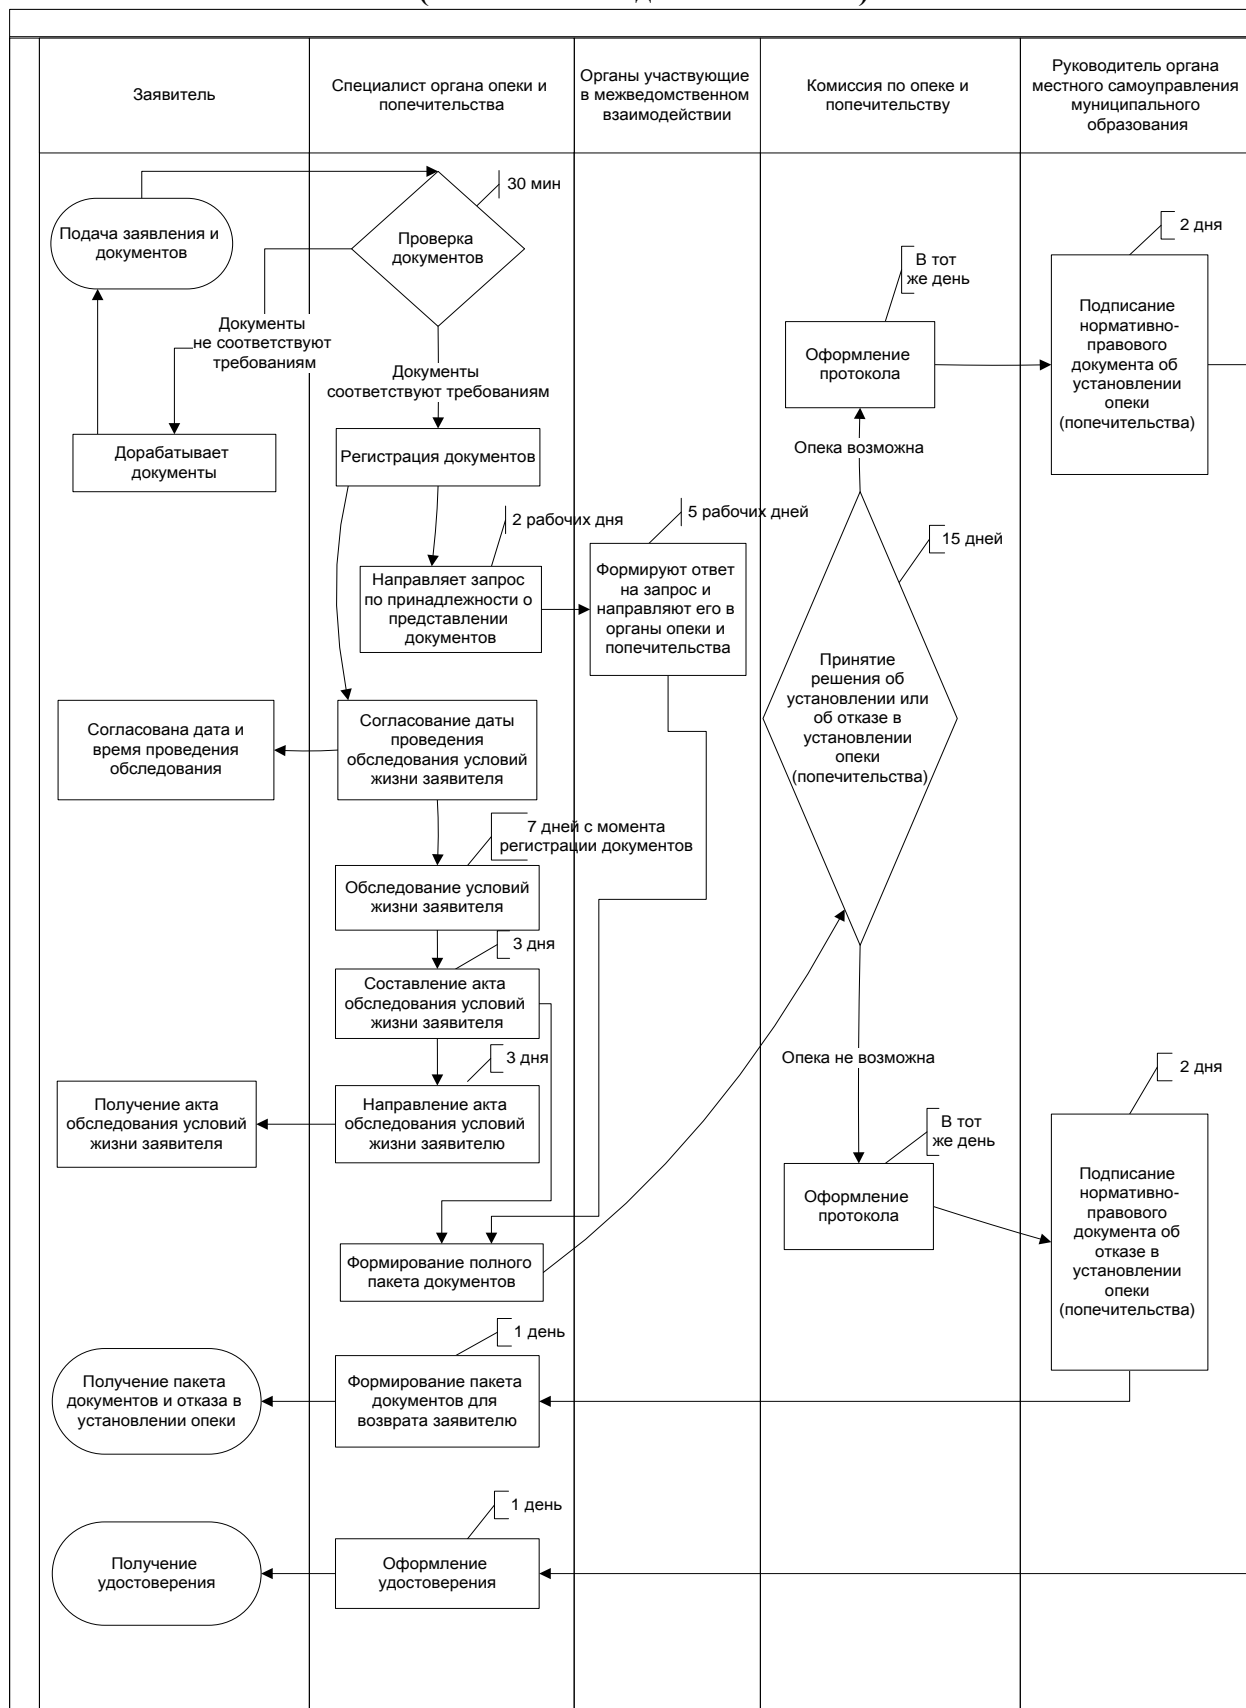 Заявитель
Специалист органа опеки и
попечительства
Органы участвующие
в межведомственном
взаимодействии
Комиссия по опеке и
попечительству
Руководитель органа
местного самоуправления
муниципального
образования
Подача заявления и
документов
30 мин
Проверка
документов
Документы
не соответствуют
требованиям
Документы
соответствуют требованиям
Дорабатывает
документы
Регистрация документов
2 рабочих дня
Направляет запрос
по принадлежности о
представлении
документов
5 рабочих дней
Формируют ответ
на запрос и
направляют его в
органы опеки и
попечительства
В тот
же день
Оформление
протокола
2 дня
Подписание
нормативно-
правового
документа об
установлении
опеки
(попечительства)
Опека возможна
15 дней
Принятие
решения об
установлении или
об отказе в
установлении
опеки
(попечительства)
Согласована дата и
время проведения
обследования
Согласование даты
проведения
обследования условий
жизни заявителя
7 дней с момента
регистрации документов
Обследование условий
жизни заявителя
3 дня
Составление акта
обследования условий
жизни заявителя
3 дня
Получение акта
обследования условий
жизни заявителя
Направление акта
обследования условий
жизни заявителю
Опека не возможна
В тот
же день
Оформление
протокола
2 дня
Подписание
нормативно-
правового
документа об
отказе в
установлении
опеки
(попечительства)
Формирование полного
пакета документов
1 день
Получение пакета
документов и отказа в
установлении опеки
Формирование пакета
документов для
возврата заявителю
1 день
Получение
удостоверения
Оформление
удостоверения